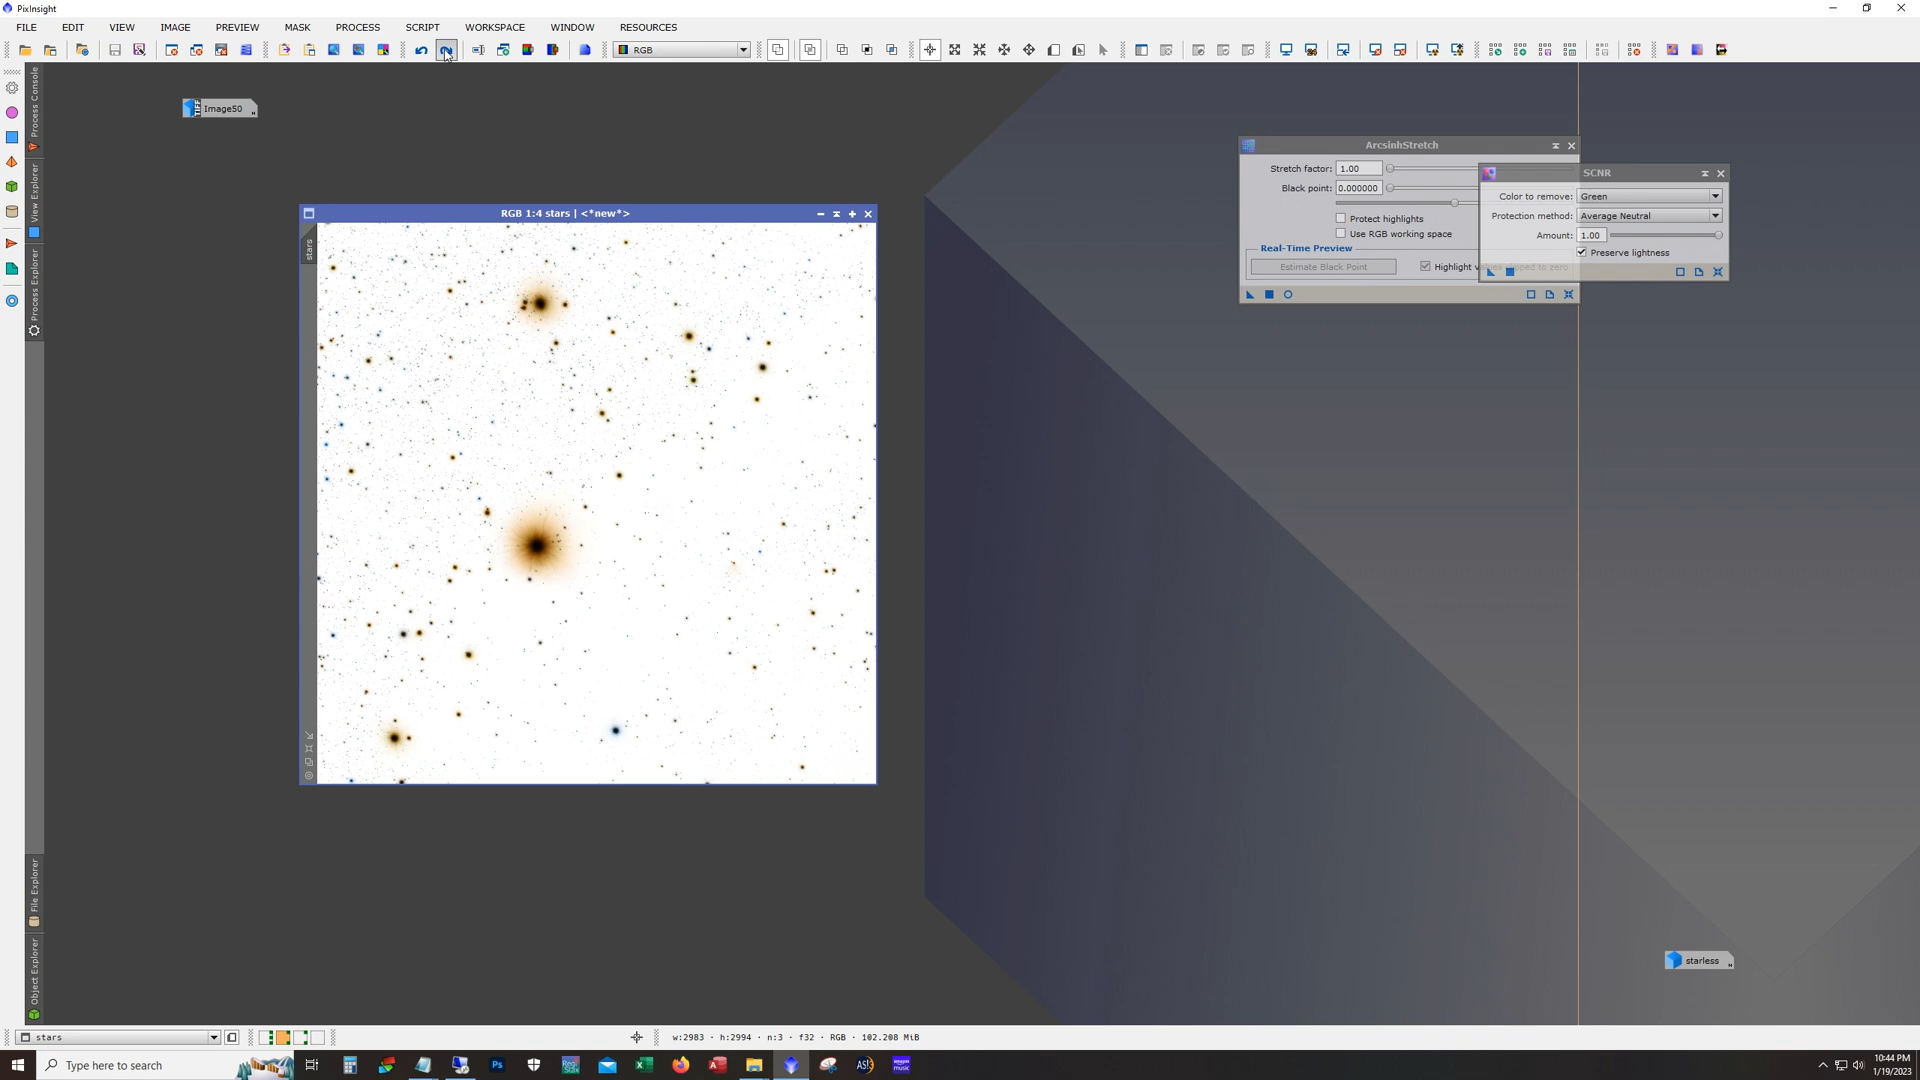 PixInsight
FILE EDIT VIEW IMAGE PREVIEW MASK PROCESS SCRIPT WORKSPACE WINDOW RESOURCES
RGB
Process Console
View Explorer
Process Explorer
File Explorer
Object Explorer
TIFF Image50
RGB 1:4 stars | <*new*>
stars
ArcsinhStretch
Stretch factor: 1.00
Black point: 0.000000
Protect highlights
Use RGB working space
Real-Time Preview
Estimate Black Point
SCNR
Color to remove: Green
Protection method: Average Neutral
Amount: 1.00
Preserve lightness
starless
stars
w:2983 · h:2994 · n:3 · f32 · RGB · 102.208 MiB
Type here to search
Ps
music
10:44 PM
1/19/2023